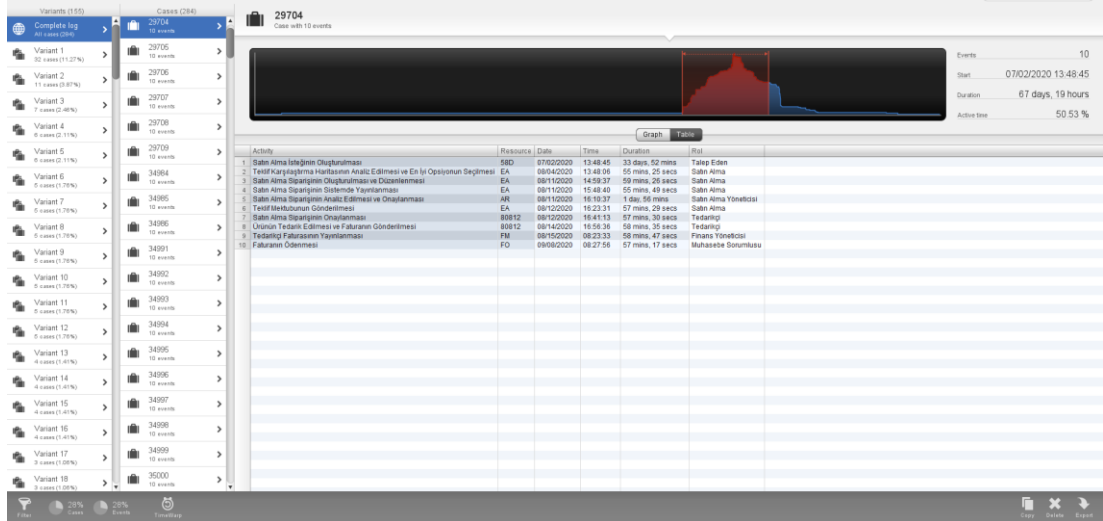 Variants (155)
Complete log
All cases (284)
Variant 1
32 cases (11.27%)
Variant 2
11 cases (3.87%)
Variant 3
7 cases (2.46%)
Variant 4
6 cases (2.11%)
Variant 5
6 cases (2.11%)
Variant 6
5 cases (1.76%)
Variant 7
5 cases (1.76%)
Variant 8
5 cases (1.76%)
Variant 9
5 cases (1.76%)
Variant 10
5 cases (1.76%)
Variant 11
5 cases (1.76%)
Variant 12
5 cases (1.76%)
Variant 13
4 cases (1.41%)
Variant 14
4 cases (1.41%)
Variant 15
4 cases (1.41%)
Variant 16
4 cases (1.41%)
Variant 17
3 cases (1.06%)
Variant 18
3 cases (1.06%)
Cases (284)
29704
10 events
29705
10 events
29706
10 events
29707
10 events
29708
10 events
29709
10 events
34984
10 events
34985
10 events
34986
10 events
34991
10 events
34992
10 events
34993
10 events
34994
10 events
34995
10 events
34996
10 events
34997
10 events
34998
10 events
34999
10 events
35000
10 events
29704
Case with 10 events
Events 10
Start 07/02/2020 13:48:45
Duration 67 days, 19 hours
Active time 50.53 %
Graph Table
Activity Resource Date Time Duration Rol
1 Satın Alma İsteğinin Oluşturulması 58D 07/02/2020 13:48:45 33 days, 52 mins Talep Eden
2 Teklif Karşılaştırma Haritasının Analiz Edilmesi ve En İyi Opsiyonun Seçilmesi EA 08/04/2020 13:48:06 55 mins, 25 secs Satın Alma
3 Satın Alma Siparişinin Oluşturulması ve Düzenlenmesi EA 08/11/2020 14:59:37 59 mins, 26 secs Satın Alma
4 Satın Alma Siparişinin Sistemde Yayınlanması EA 08/11/2020 15:48:40 55 mins, 49 secs Satın Alma
5 Satın Alma Siparişinin Analiz Edilmesi ve Onaylanması AR 08/11/2020 16:10:37 1 day, 56 mins Satın Alma Yöneticisi
6 Teklif Mektubunun Gönderilmesi EA 08/12/2020 16:23:31 57 mins, 29 secs Satın Alma
7 Satın Alma Siparişinin Onaylanması 80812 08/12/2020 16:41:13 57 mins, 30 secs Tedarikçi
8 Ürünün Tedarik Edilmesi ve Faturanın Gönderilmesi 80812 08/14/2020 16:56:36 58 mins, 35 secs Tedarikçi
9 Tedarikçi Faturasının Yayınlanması FM 08/15/2020 08:23:33 58 mins, 47 secs Finans Yöneticisi
10 Faturanın Ödenmesi FO 09/08/2020 08:27:56 57 mins, 17 secs Muhasebe Sorumlusu
Filter
28% Cases
28% Events
TimeWarp
Copy
Delete
Export